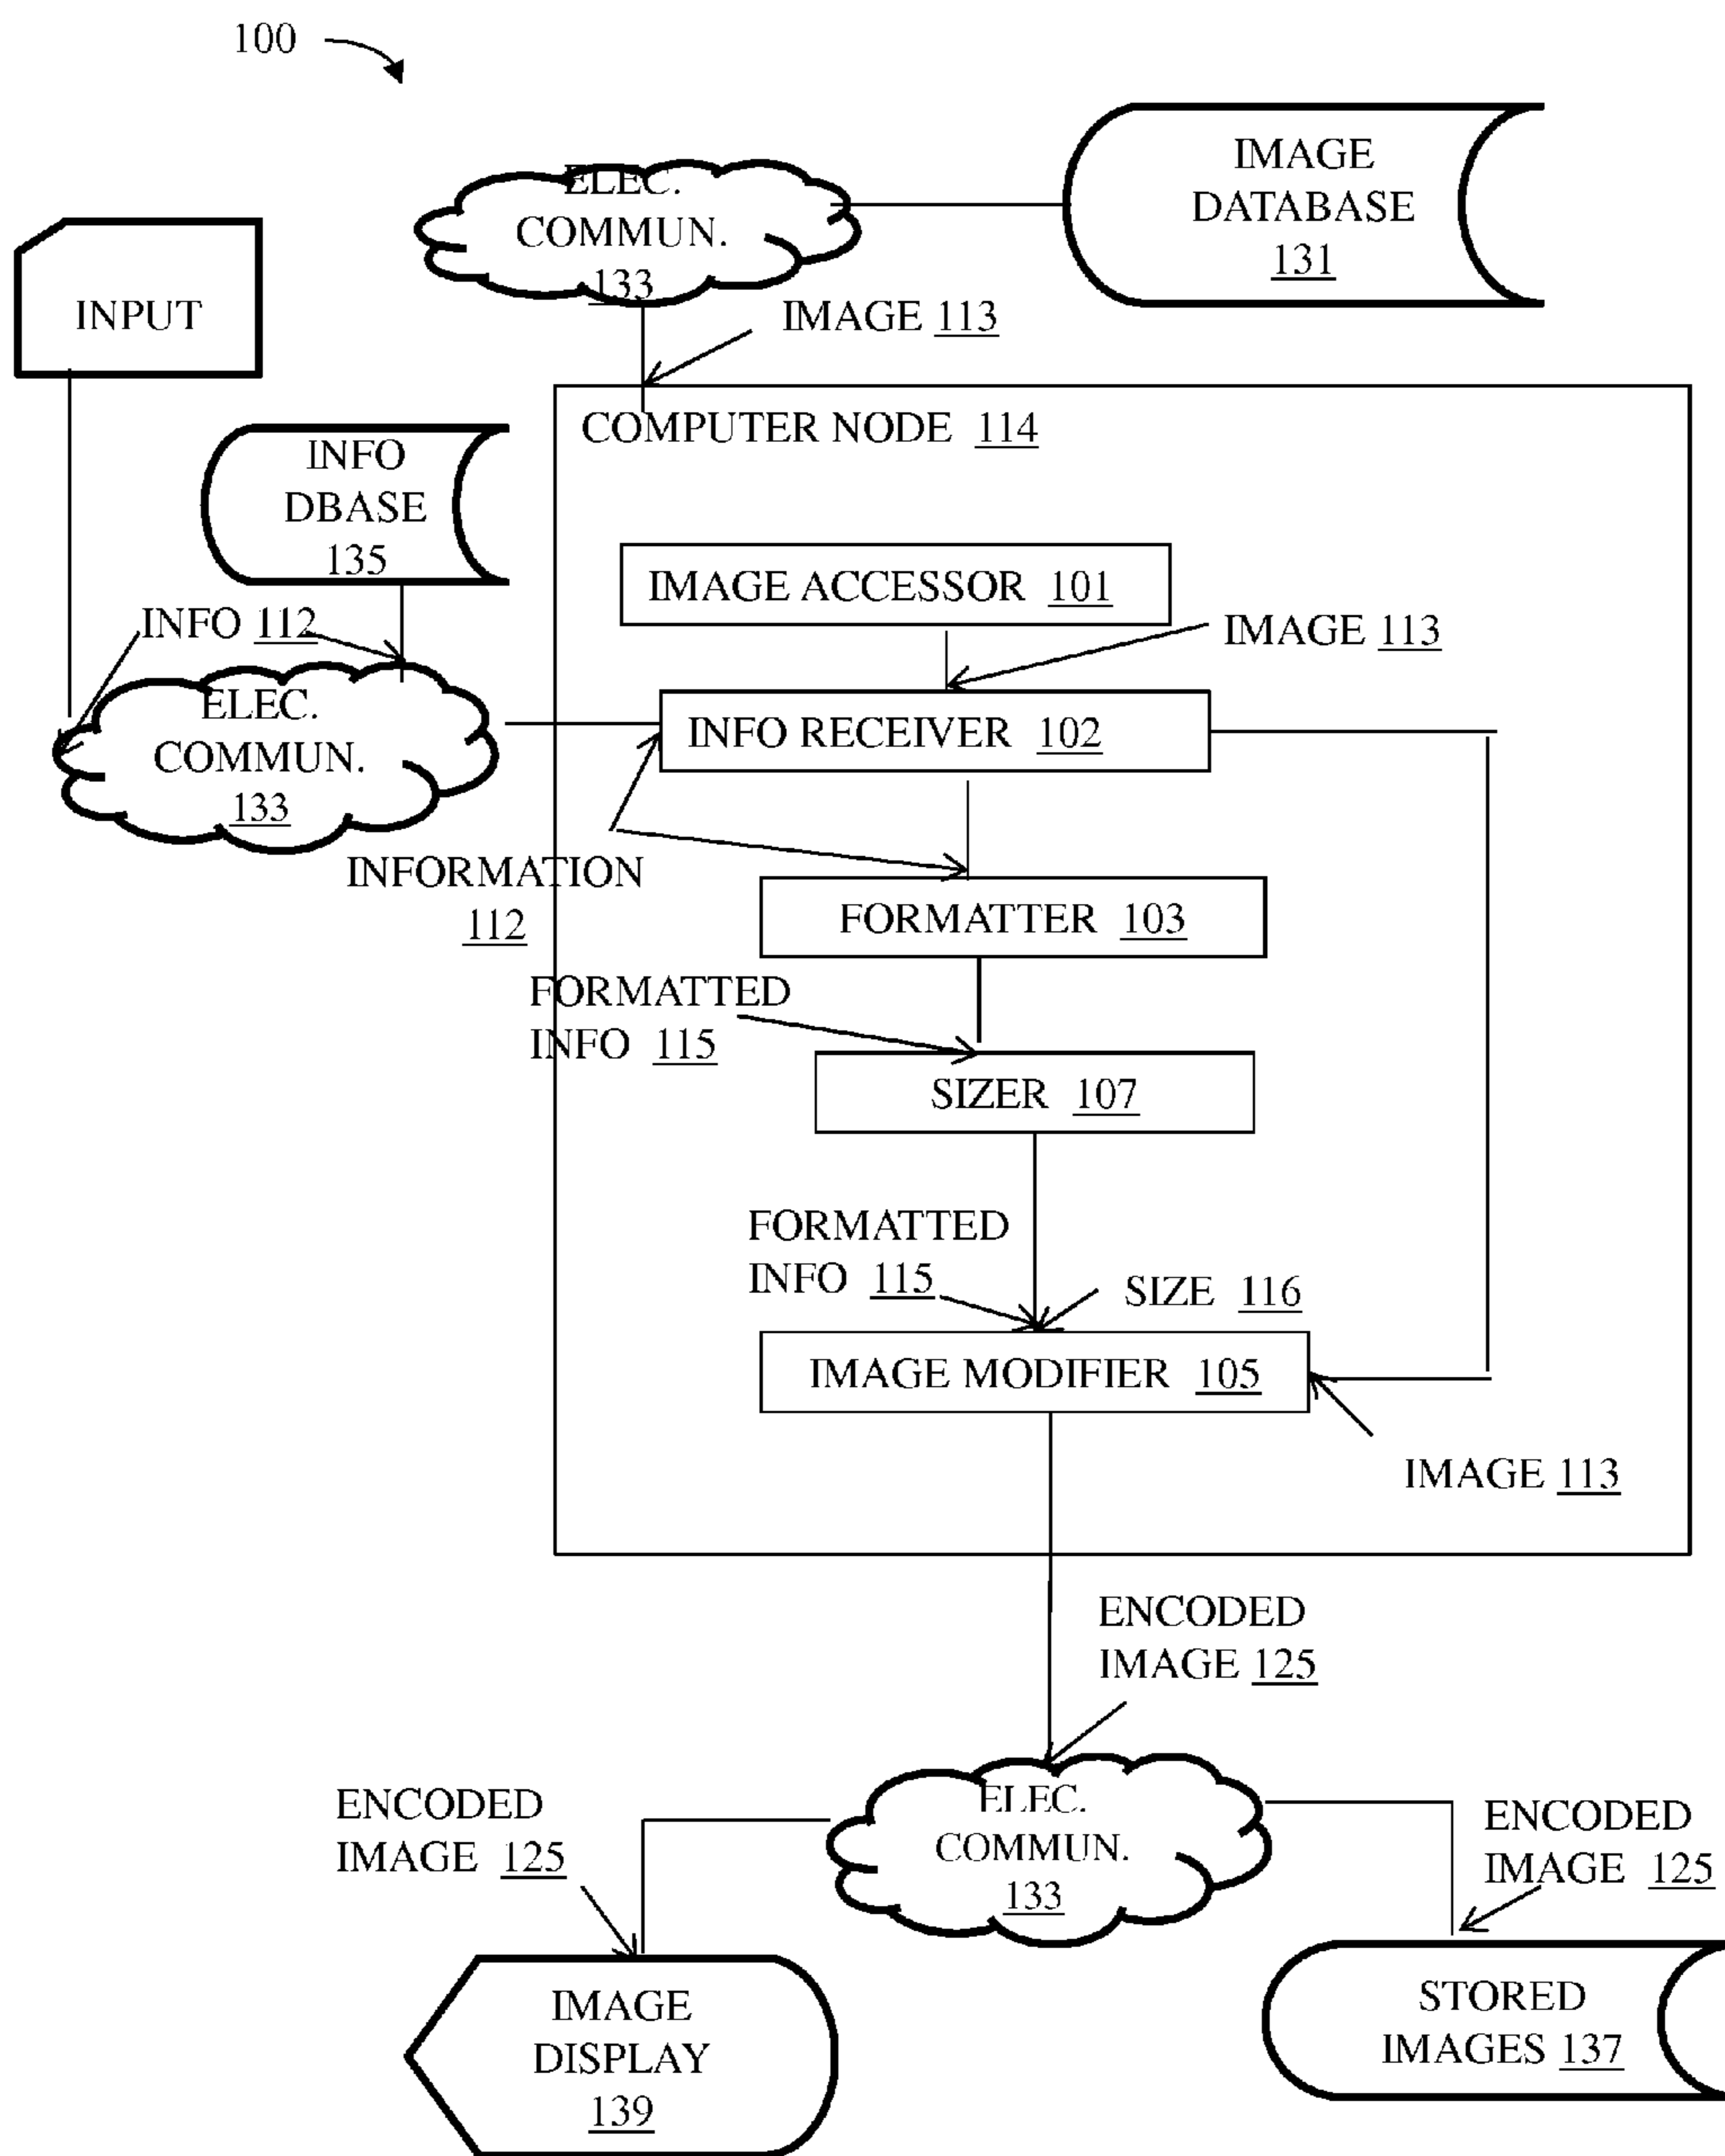 100
ELEC.
COMMUN.
133
IMAGE
DATABASE
131
INPUT
IMAGE 113
COMPUTER NODE 114
INFO
DBASE
135
IMAGE ACCESSOR 101
INFO 112
IMAGE 113
ELEC.
COMMUN.
133
INFO RECEIVER 102
INFORMATION
112
FORMATTER 103
FORMATTED
INFO 115
SIZER 107
FORMATTED
INFO 115
SIZE 116
IMAGE MODIFIER 105
IMAGE 113
ENCODED
IMAGE 125
ENCODED
IMAGE 125
ELEC.
COMMUN.
133
ENCODED
IMAGE 125
IMAGE
DISPLAY
139
STORED
IMAGES 137